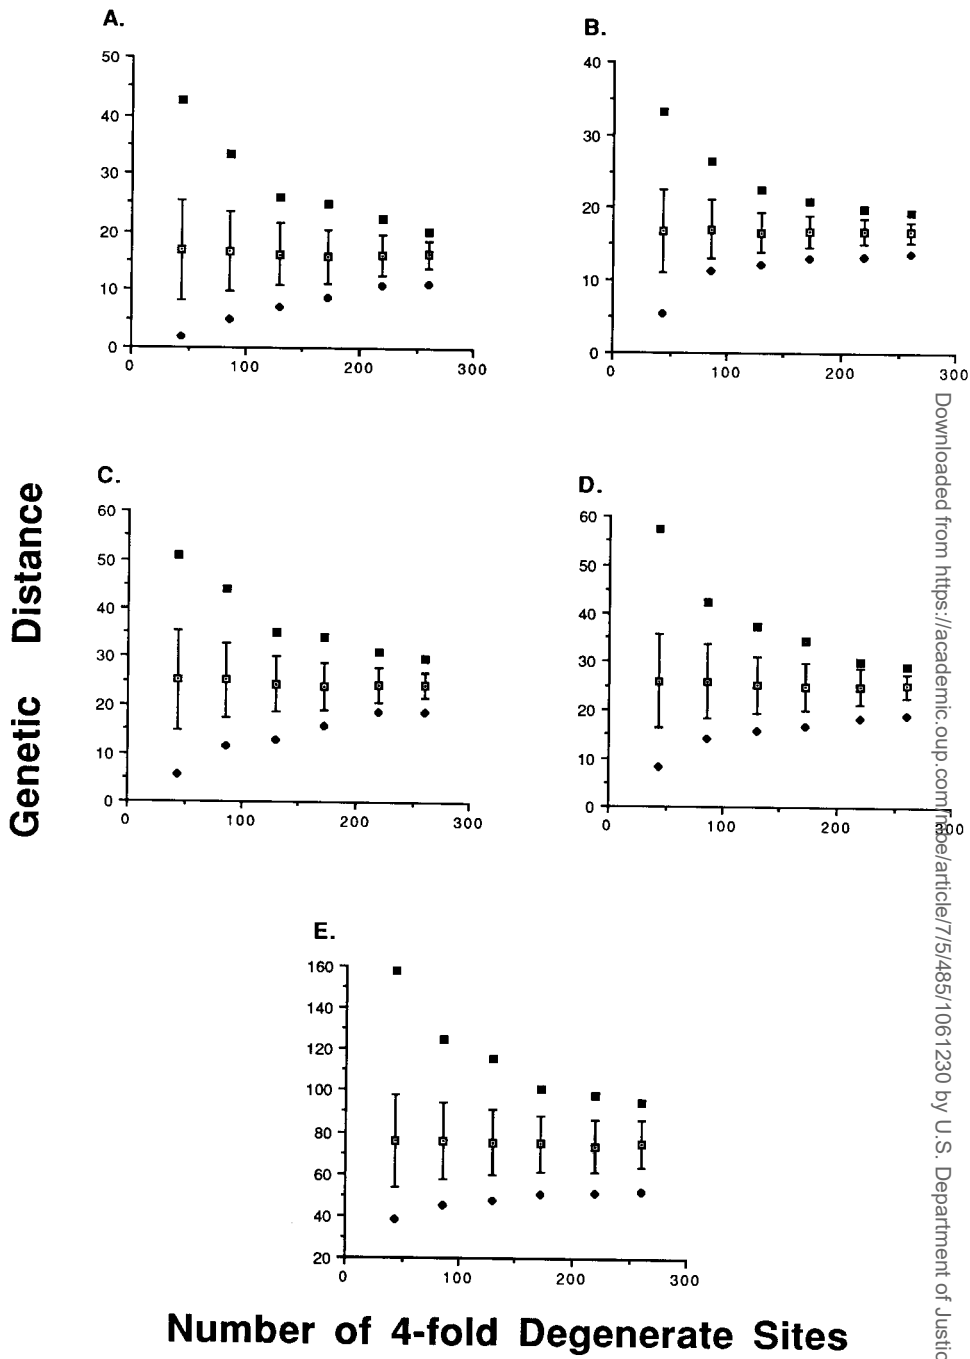 A.
50
40
30
20
10
0
0 100 200 300
B.
40
30
20
10
0
0 100 200 300
C.
60
50
40
30
20
10
0
0 100 200 300
D.
60
50
40
30
20
10
0
0 100 200 300
E.
160
140
120
100
80
60
40
20
0 100 200 300
Genetic Distance
Number of 4-fold Degenerate Sites
Downloaded from https://academic.oup.com/mbe/article/7/5/485/1061230 by U.S. Department of Justic